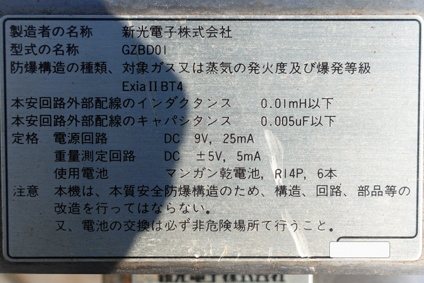 製造者の名称 新光電子株式会社
型式の名称 GZBD01
防爆構造の種類、対象ガス又は蒸気の発火度及び爆発等級
ExiaⅡBT4
本安回路外部配線のインダクタンス 0.01mH以下
本安回路外部配線のキャパシタンス 0.005uF以下
定格 電源回路 DC 9V, 25mA
重量測定回路 DC ±5V, 5mA
使用電池 マンガン乾電池, R14P, 6本
注意 本機は、本質安全防爆構造のため、構造、回路、部品等の
改造を行ってはならない。
又、電池の交換は必ず非危険場所で行うこと。
新光電子株式会社